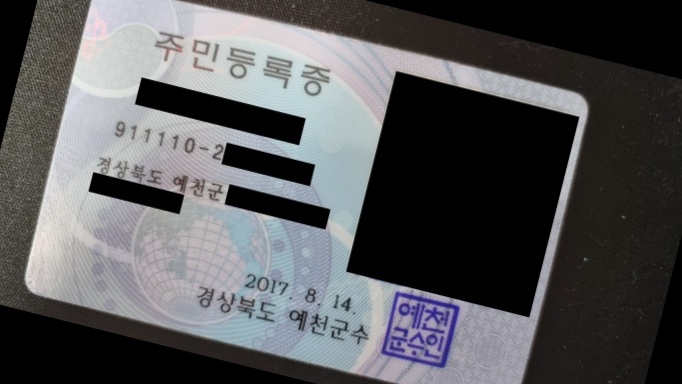 주민등록증
911110-2
경상북도 예천군
2017. 8. 14.
경상북도 예천군수
예천
군수인